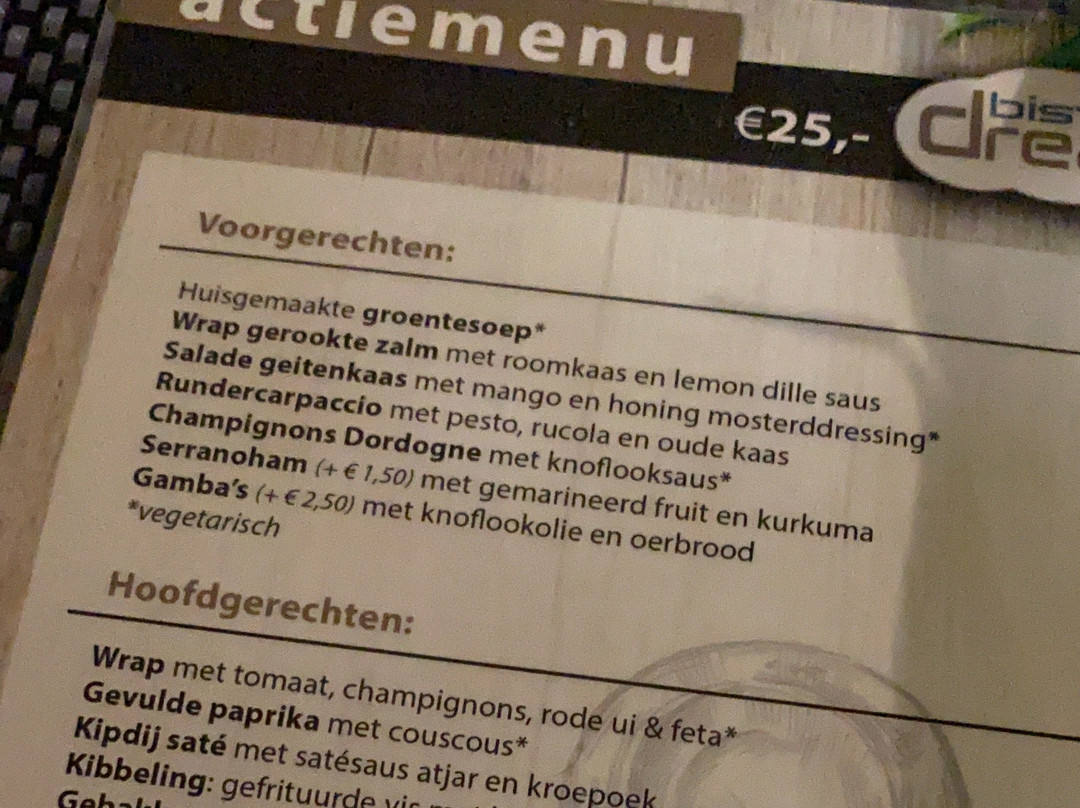 actiemenu
€25,-
bis
dre
Voorgerechten:
Huisgemaakte groentesoep*
Wrap gerookte zalm met roomkaas en lemon dille saus
Salade geitenkaas met mango en honing mosterddressing*
Rundercarpaccio met pesto, rucola en oude kaas
Champignons Dordogne met knoflooksaus*
Serranoham (+ € 1,50) met gemarineerd fruit en kurkuma
Gamba's (+ € 2,50) met knoflookolie en oerbrood
*vegetarisch
Hoofdgerechten:
Wrap met tomaat, champignons, rode ui & feta*
Gevulde paprika met couscous*
Kipdij saté met satésaus atjar en kroepoek
Kibbeling: gefrituurde vis